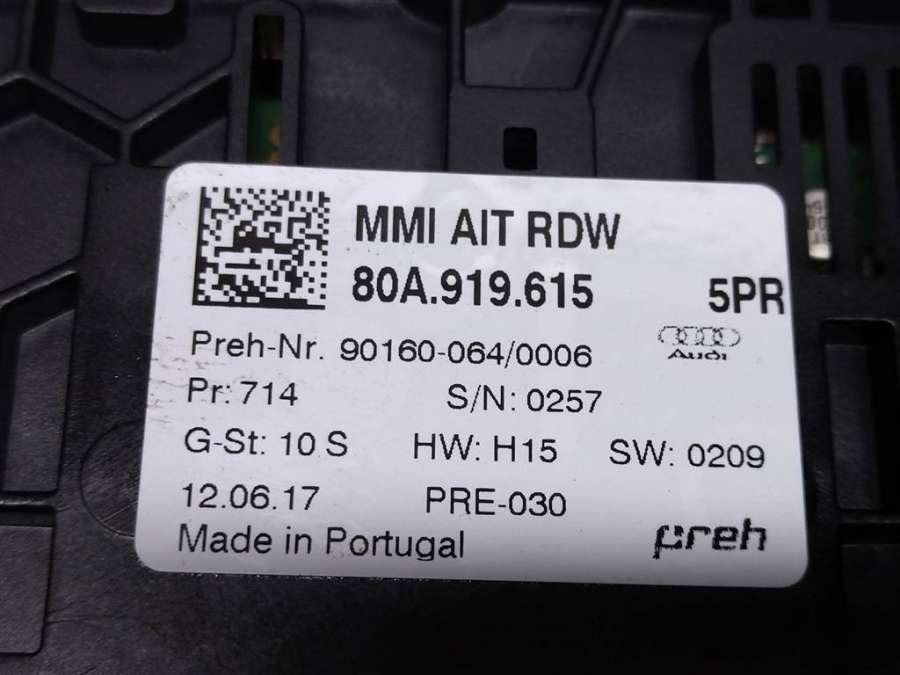 MMI AIT RDW
80A.919.615 5PR
Preh-Nr. 90160-064/0006
Audi
Pr: 714 S/N: 0257
G-St: 10 S HW: H15 SW: 0209
12.06.17 PRE-030
Made in Portugal preh